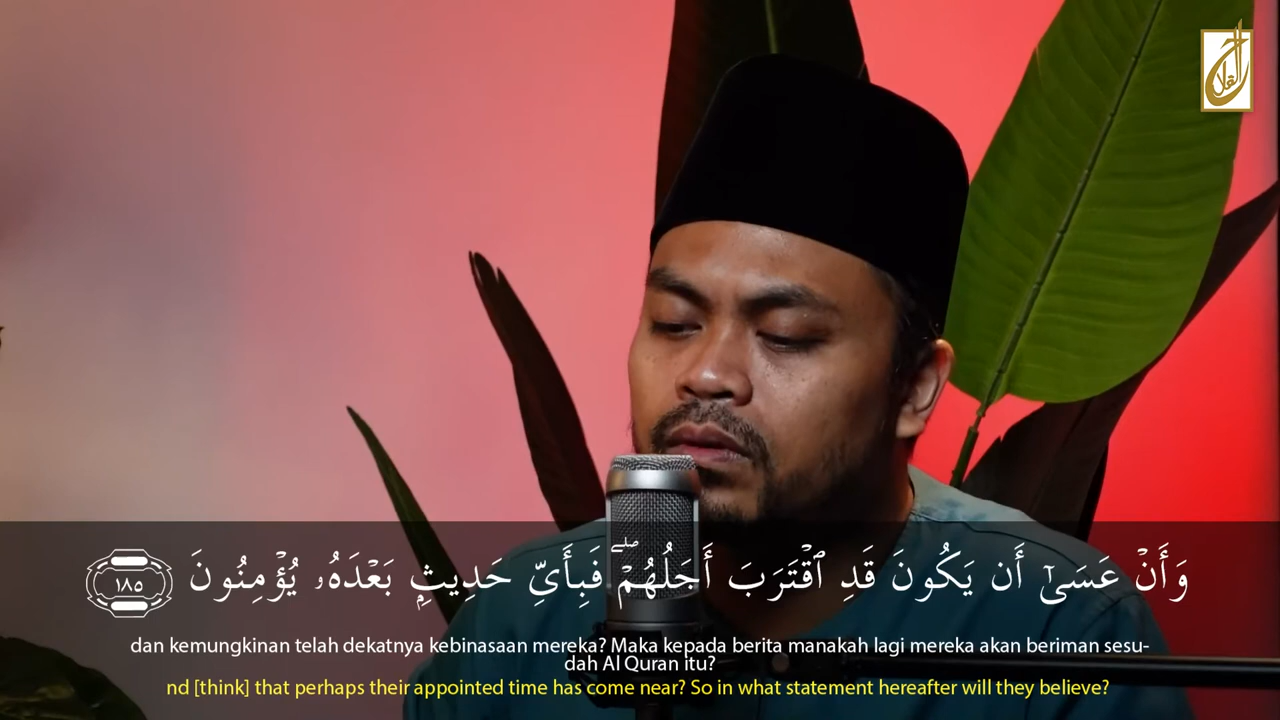 وَأَنْ عَسَىٰٓ أَن يَكُونَ قَدِ ٱقْتَرَبَ أَجَلُهُمْ ۖ فَبِأَىِّ حَدِيثٍۭ بَعْدَهُۥ يُؤْمِنُونَ ١٨٥
dan kemungkinan telah dekatnya kebinasaan mereka? Maka kepada berita manakah lagi mereka akan beriman sesu-
dah Al Quran itu?
nd [think] that perhaps their appointed time has come near? So in what statement hereafter will they believe?